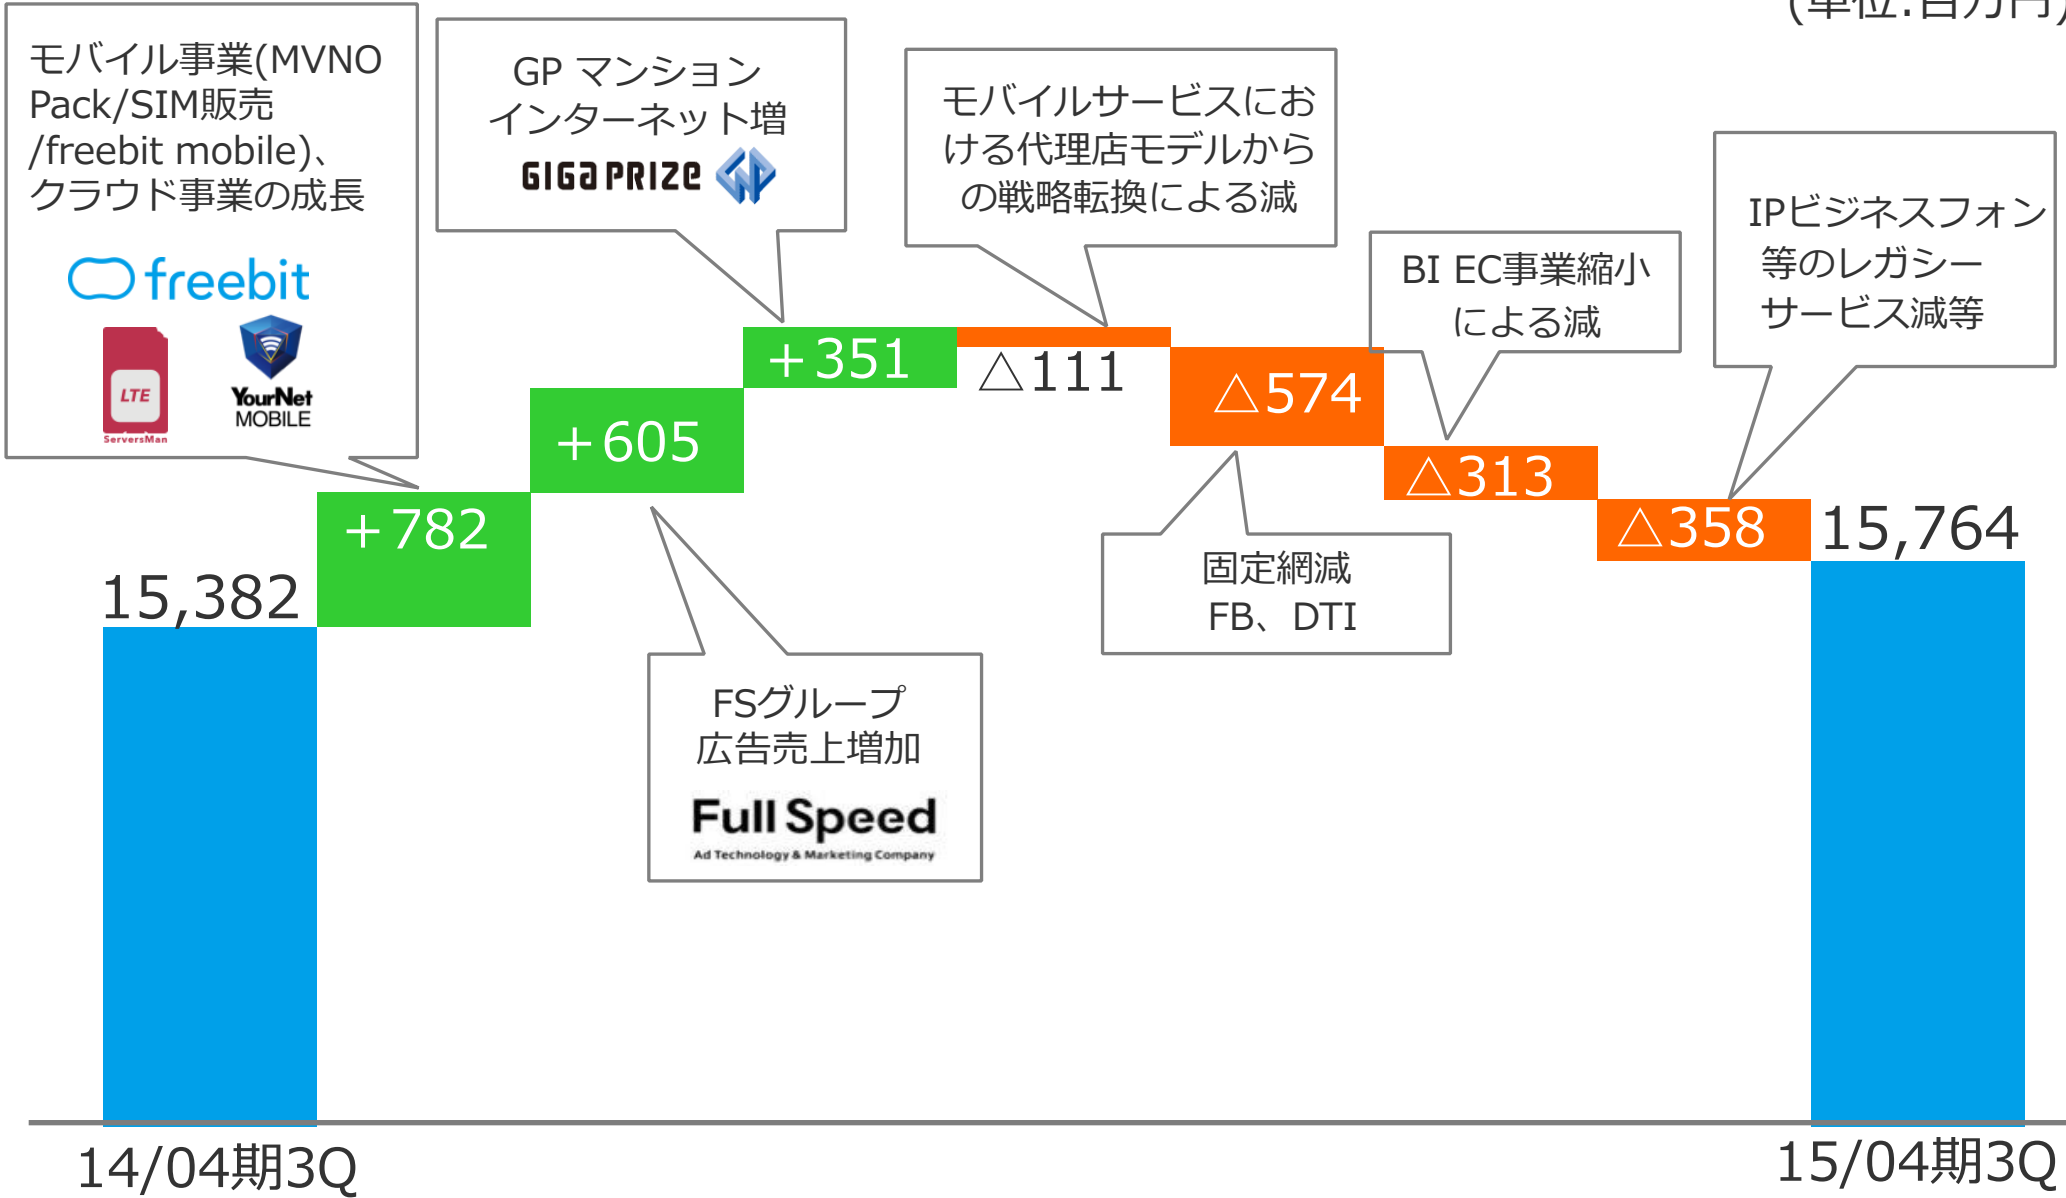 (単位:百万円)
モバイル事業(MVNO
Pack/SIM販売
/freebit mobile)、
クラウド事業の成長
freebit
LTE
ServersMan
YourNet
MOBILE
GP マンション
インターネット増
GIGA PRIZE
モバイルサービスにお
ける代理店モデルから
の戦略転換による減
BI EC事業縮小
による減
IPビジネスフォン
等のレガシー
サービス減等
15,382
+782
+605
+351
△111
△574
△313
△358
15,764
FSグループ
広告売上増加
Full Speed
Ad Technology & Marketing Company
固定網減
FB、DTI
14/04期3Q
15/04期3Q